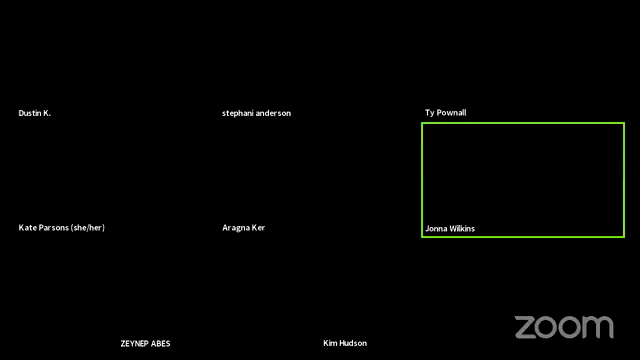 Dustin K.
stephani anderson
Ty Pownall
Kate Parsons (she/her)
Aragna Ker
Jonna Wilkins
zoom
ZEYNEP ABES
Kim Hudson